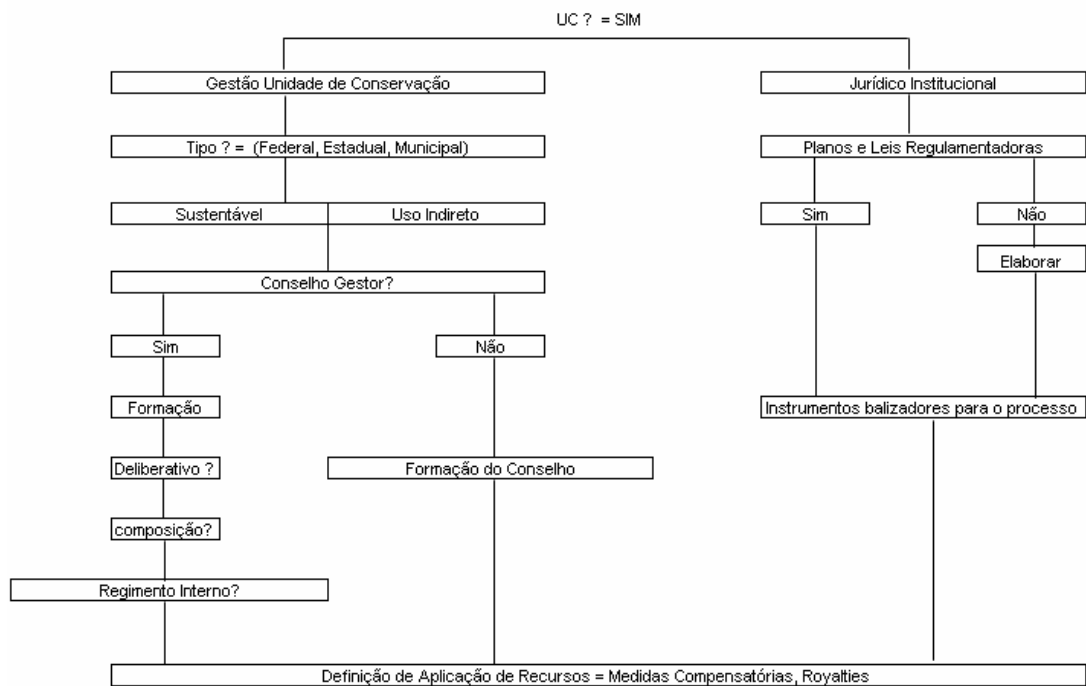 UC ? = SIM
Gestão Unidade de Conservação
Jurídico Institucional
Tipo ? = (Federal, Estadual, Municipal)
Planos e Leis Regulamentadoras
Sustentável
Uso Indireto
Sim
Não
Elaborar
Conselho Gestor?
Sim
Não
Formação
Instrumentos balizadores para o processo
Deliberativo ?
Formação do Conselho
composição?
Regimento Interno?
Definição de Aplicação de Recursos = Medidas Compensatórias, Royalties